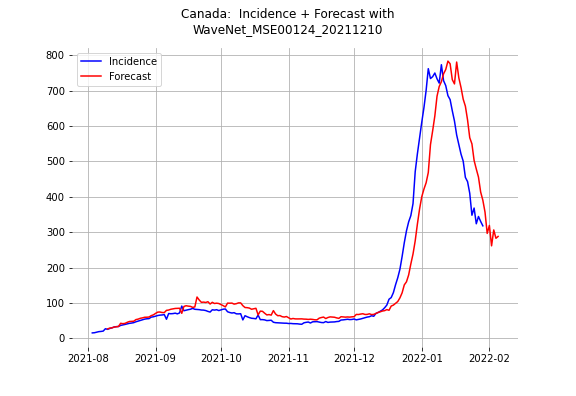 Canada:  Incidence + Forecast with
WaveNet_MSE00124_20211210
Incidence
Forecast
800
700
600
500
400
300
200
100
0
2021-08 2021-09 2021-10 2021-11 2021-12 2022-01 2022-02